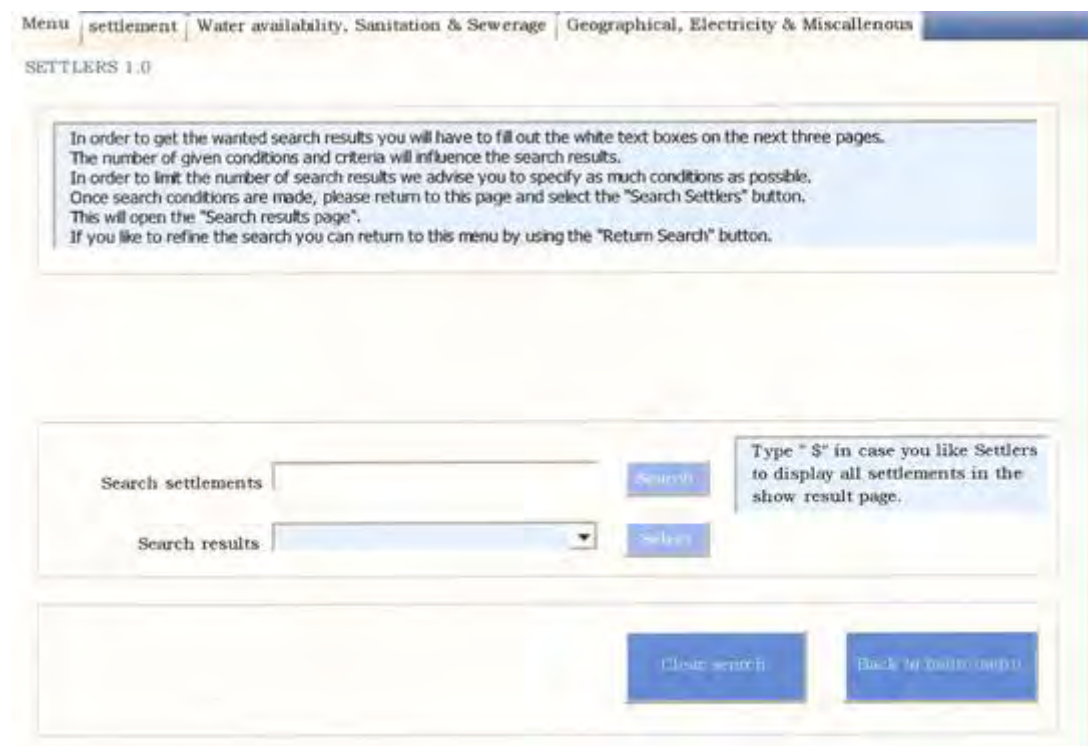 Menu settlement Water availability, Sanitation & Sewerage Geographical, Electricity & Miscallenous
SETTLERS 1.0
In order to get the wanted search results you will have to fill out the white text boxes on the next three pages.
The number of given conditions and criteria will influence the search results.
In order to limit the number of search results we advise you to specify as much conditions as possible.
Once search conditions are made, please return to this page and select the "Search Settlers" button.
This will open the "Search results page".
If you like to refine the search you can return to this menu by using the "Return Search" button.
Search settlements
Search
Type " $" in case you like Settlers
to display all settlements in the
show result page.
Search results
Select
Clear search
Back to main menu